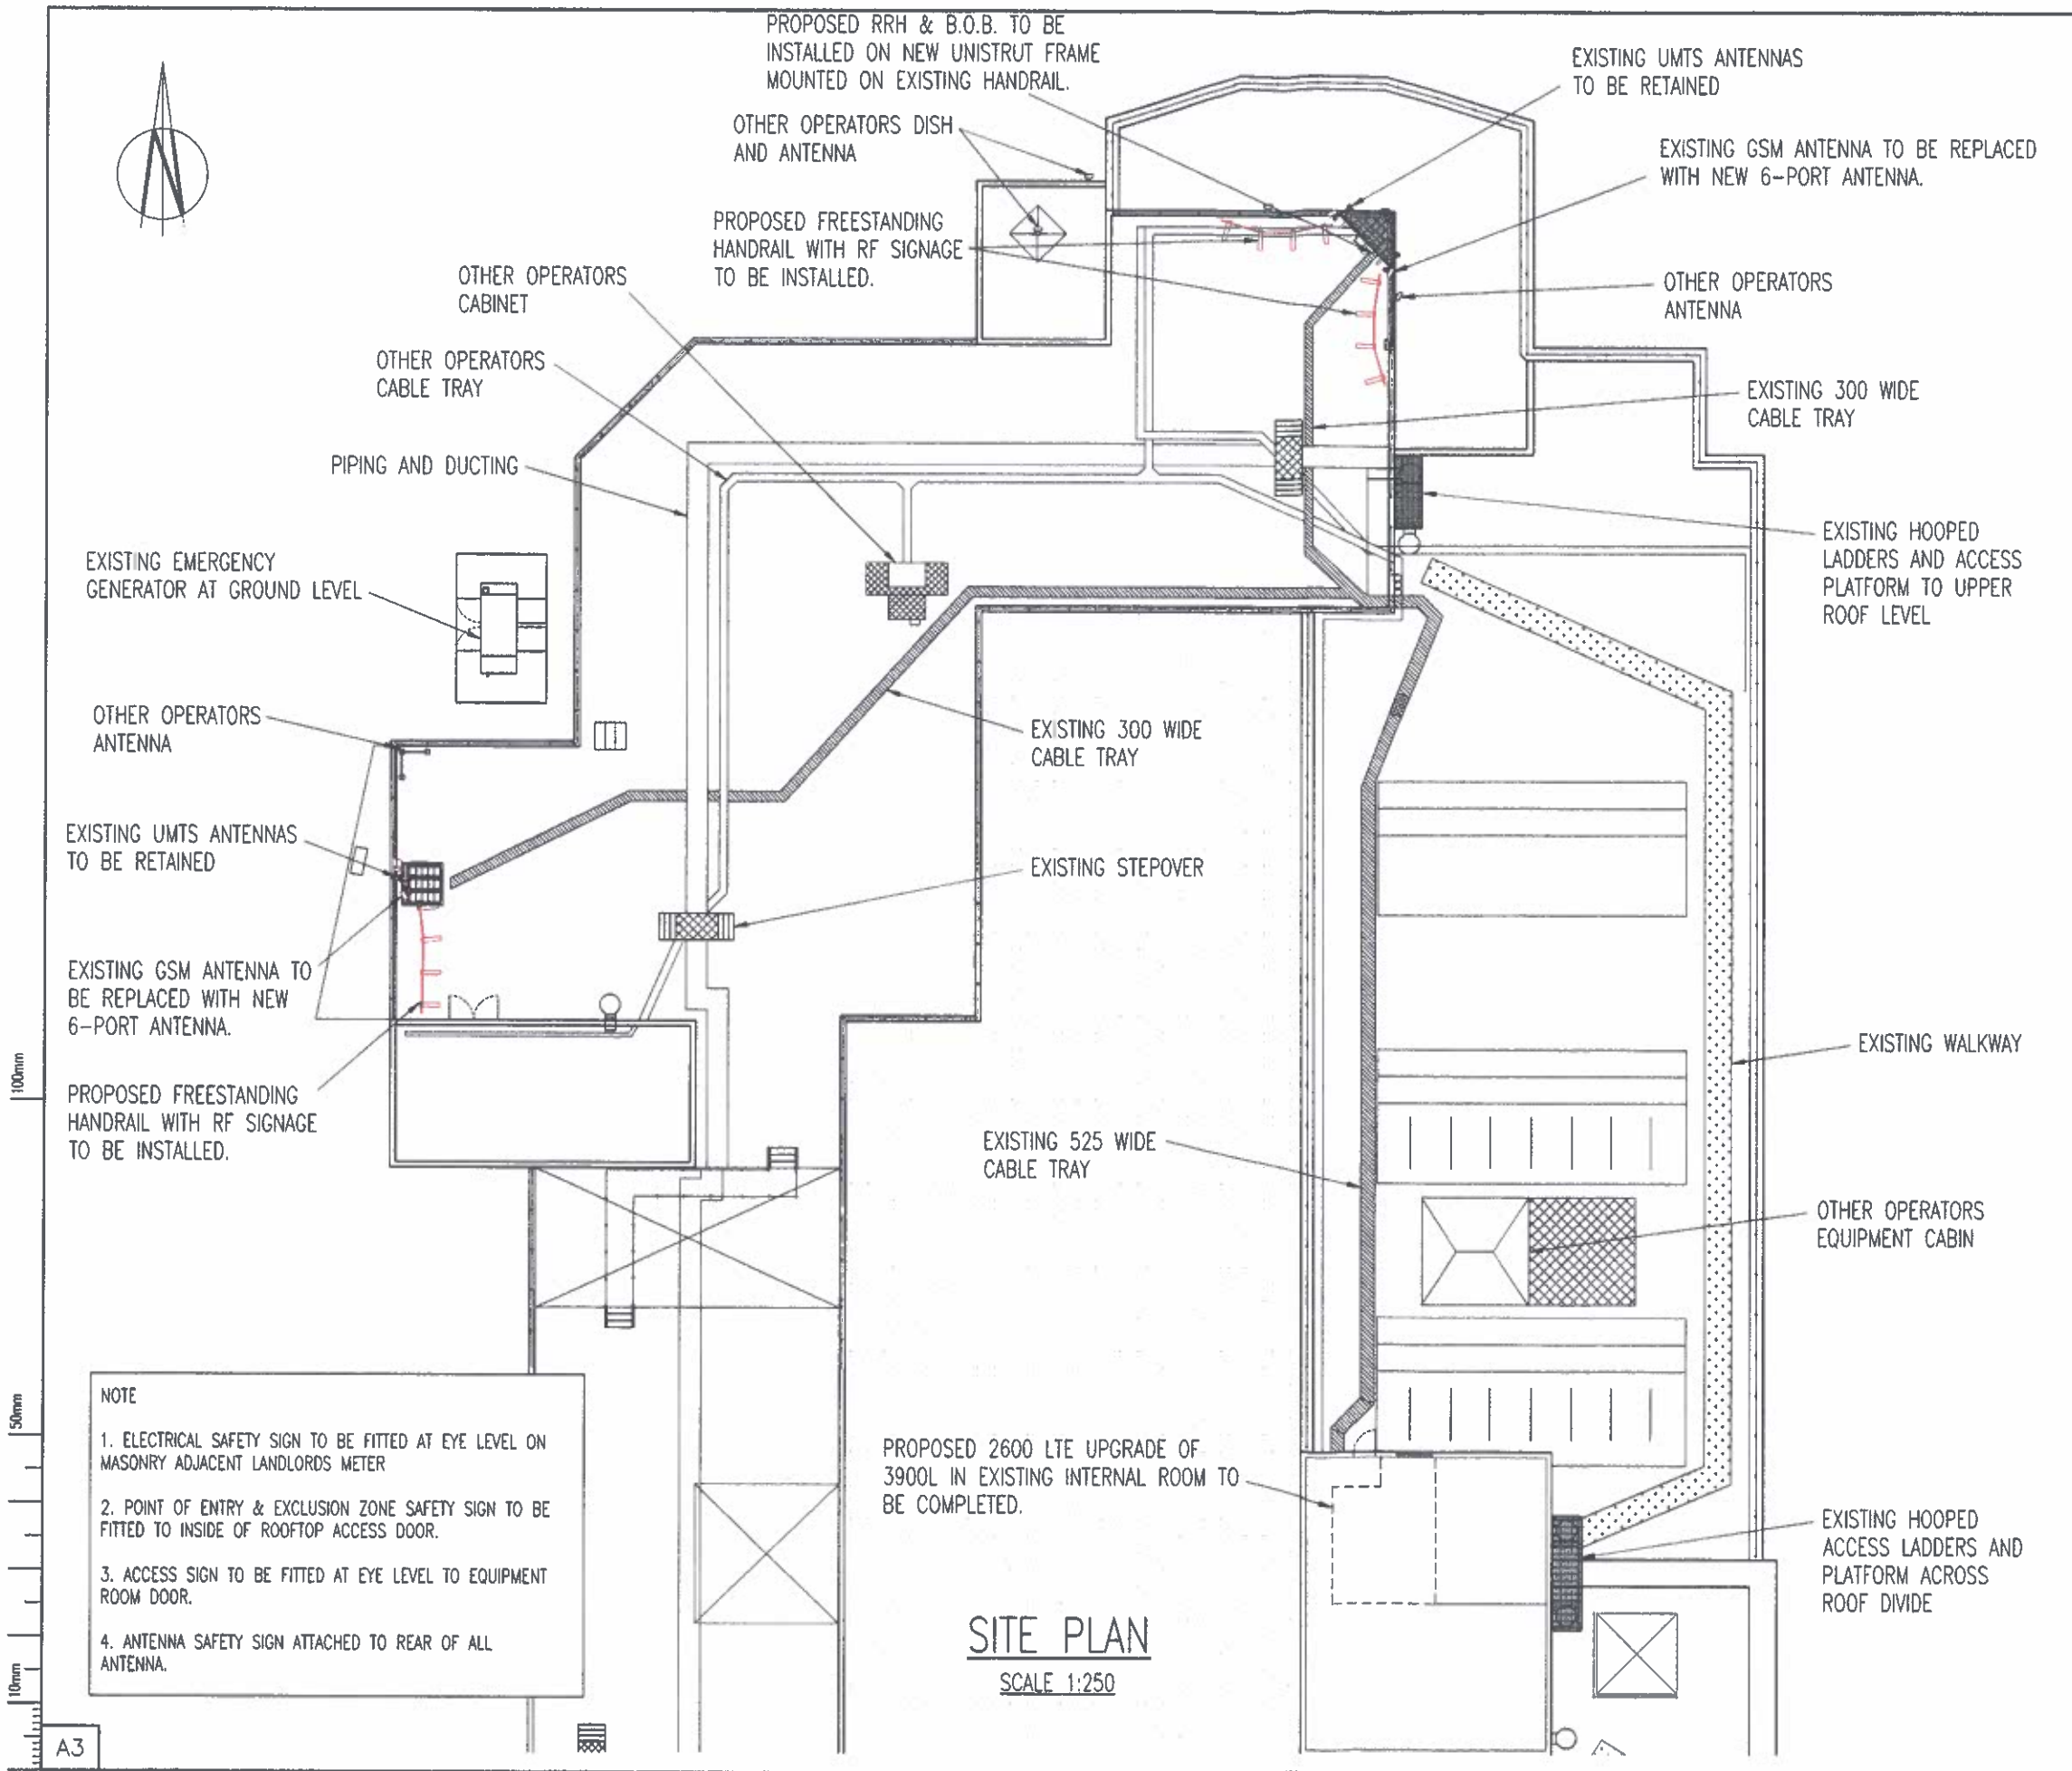 PROPOSED RRH & B.O.B. TO BE
INSTALLED ON NEW UNISTRUT FRAME
MOUNTED ON EXISTING HANDRAIL.
EXISTING UMTS ANTENNAS
TO BE RETAINED
OTHER OPERATORS DISH
AND ANTENNA
EXISTING GSM ANTENNA TO BE REPLACED
WITH NEW 6-PORT ANTENNA.
N
PROPOSED FREESTANDING
HANDRAIL WITH RF SIGNAGE
TO BE INSTALLED.
OTHER OPERATORS
CABINET
OTHER OPERATORS
ANTENNA
OTHER OPERATORS
CABLE TRAY
EXISTING 300 WIDE
CABLE TRAY
PIPING AND DUCTING
EXISTING HOOPED
LADDERS AND ACCESS
PLATFORM TO UPPER
ROOF LEVEL
EXISTING EMERGENCY
GENERATOR AT GROUND LEVEL
OTHER OPERATORS
ANTENNA
EXISTING 300 WIDE
CABLE TRAY
EXISTING UMTS ANTENNAS
TO BE RETAINED
EXISTING STEPOVER
EXISTING GSM ANTENNA TO
BE REPLACED WITH NEW
6-PORT ANTENNA.
EXISTING WALKWAY
PROPOSED FREESTANDING
HANDRAIL WITH RF SIGNAGE
TO BE INSTALLED.
EXISTING 525 WIDE
CABLE TRAY
OTHER OPERATORS
EQUIPMENT CABIN
NOTE
1. ELECTRICAL SAFETY SIGN TO BE FITTED AT EYE LEVEL ON
MASONRY ADJACENT LANDLORDS METER
2. POINT OF ENTRY & EXCLUSION ZONE SAFETY SIGN TO BE
FITTED TO INSIDE OF ROOFTOP ACCESS DOOR.
3. ACCESS SIGN TO BE FITTED AT EYE LEVEL TO EQUIPMENT
ROOM DOOR.
4. ANTENNA SAFETY SIGN ATTACHED TO REAR OF ALL
ANTENNA.
PROPOSED 2600 LTE UPGRADE OF
3900L IN EXISTING INTERNAL ROOM TO
BE COMPLETED.
EXISTING HOOPED
ACCESS LADDERS AND
PLATFORM ACROSS
ROOF DIVIDE
SITE PLAN
SCALE 1:250
100mm
50mm
10mm
A3